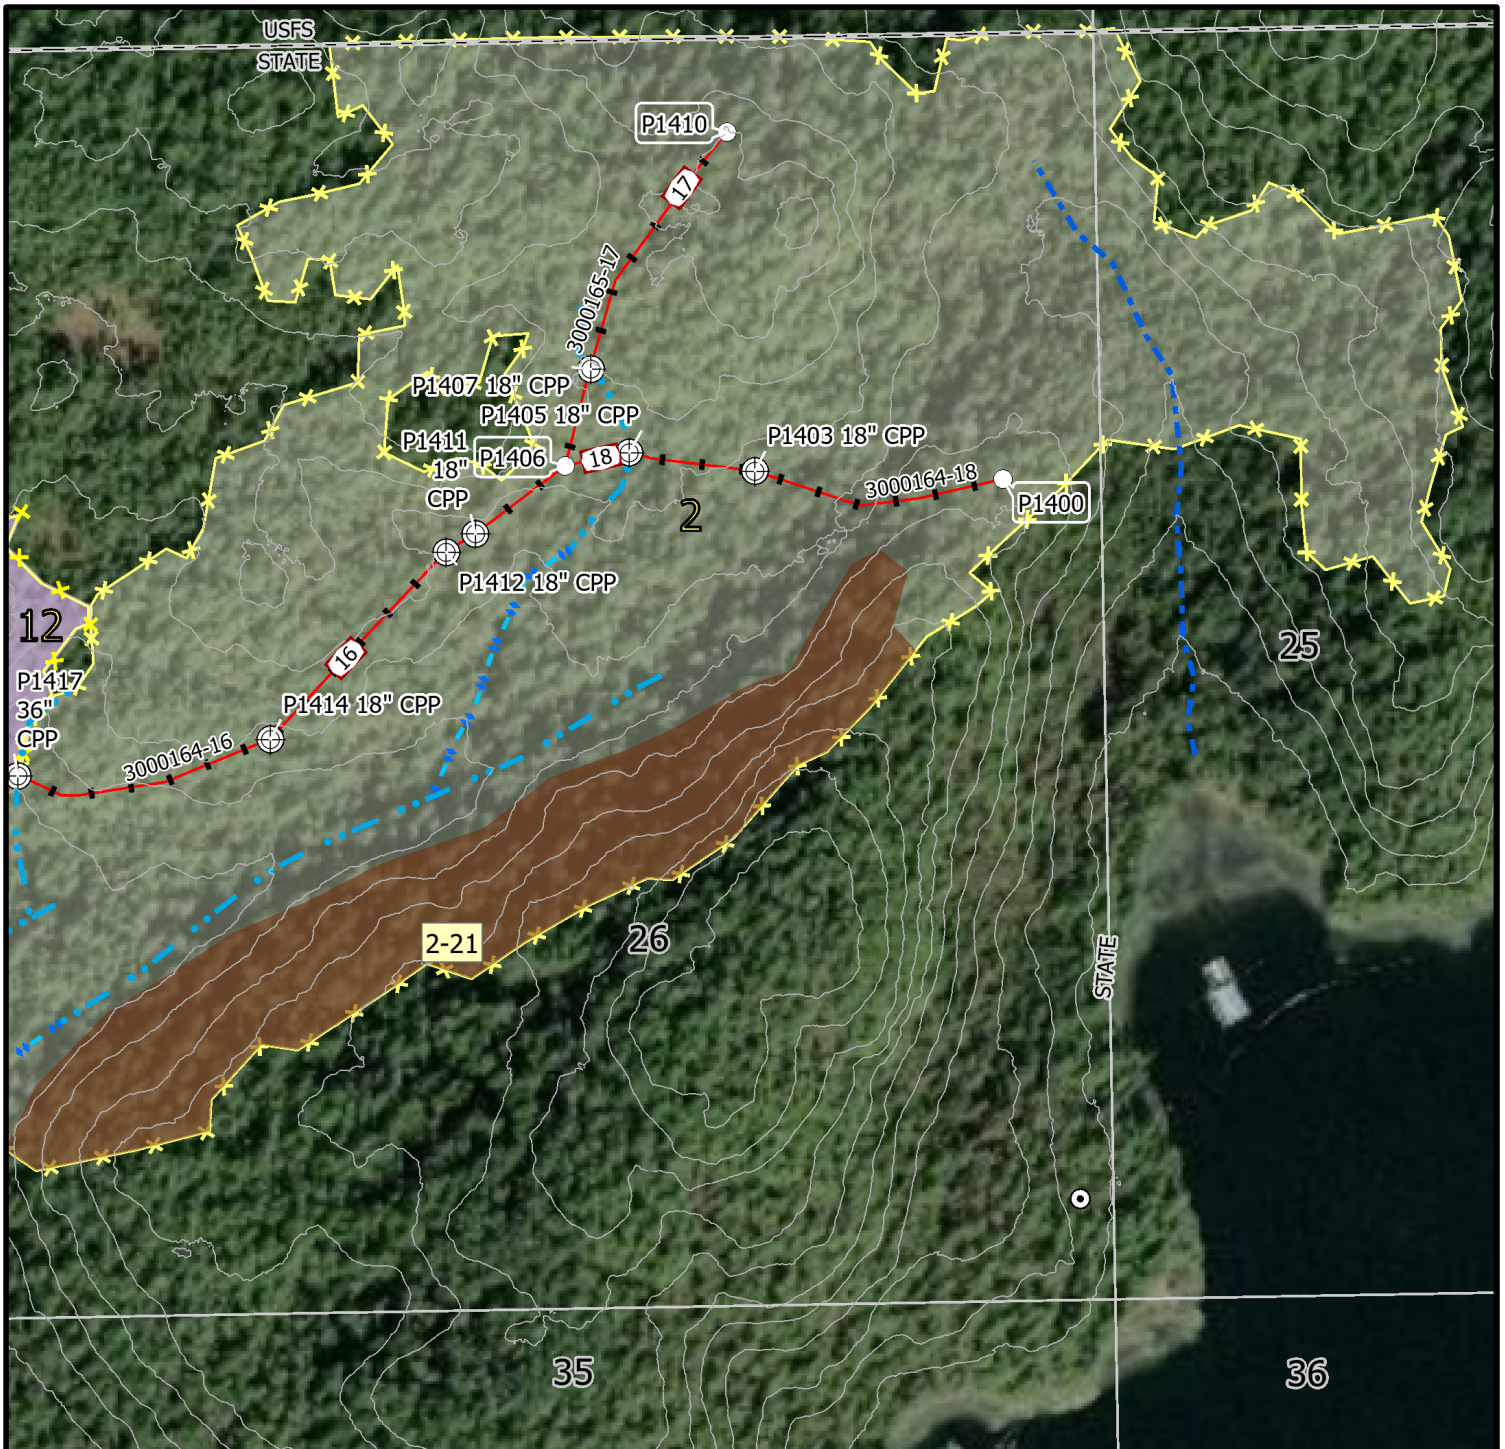 USFS
STATE
P1410
17
3000165-17
P1407 18" CPP
P1405 18" CPP
P1411
18"
CPP
P1406
18
P1403 18" CPP
3000164-18
P1400
2
P1412 18" CPP
12
16
25
P1417
36"
CPP
P1414 18" CPP
3000164-16
2-21
26
STATE
35
36